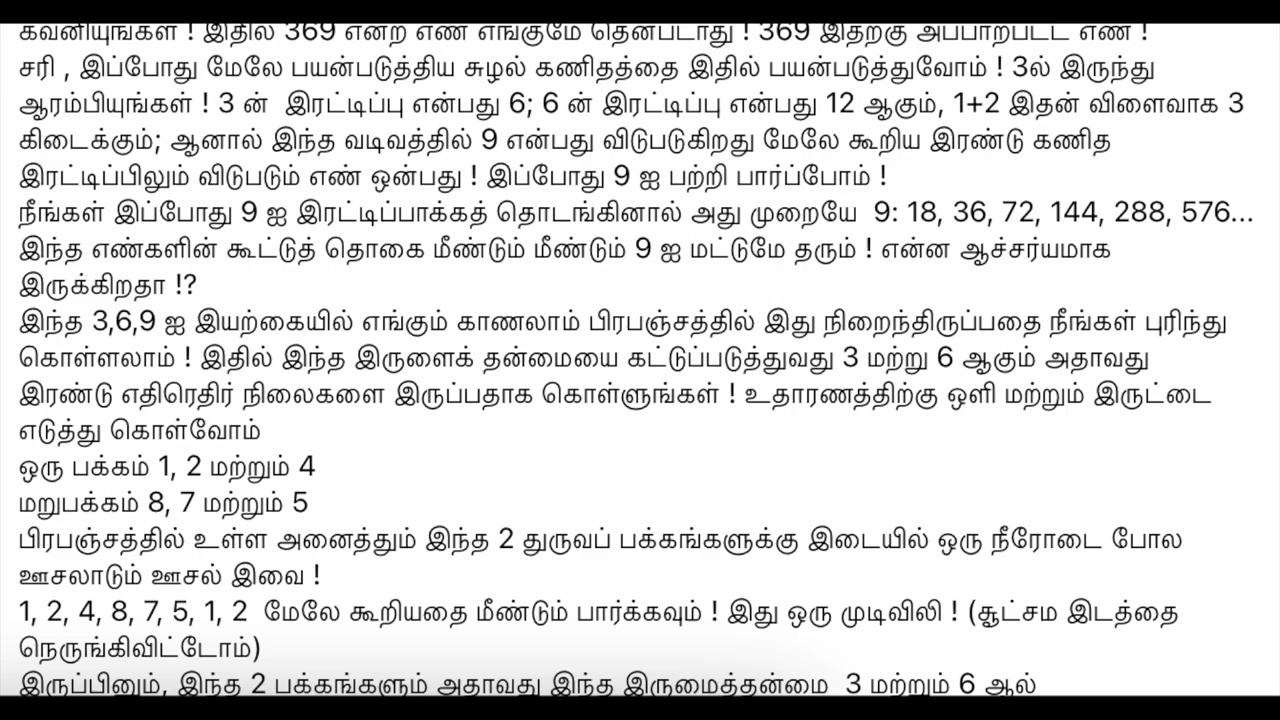 கவனியுங்கள் ! இதில் 369 என்ற எண் எங்குமே தென்படாது ! 369 இதற்கு அப்பாற்பட்ட எண் !
சரி , இப்போது மேலே பயன்படுத்திய சுழல் கணிதத்தை இதில் பயன்படுத்துவோம் ! 3ல் இருந்து
ஆரம்பியுங்கள் ! 3 ன் இரட்டிப்பு என்பது 6; 6 ன் இரட்டிப்பு என்பது 12 ஆகும், 1+2 இதன் விளைவாக 3
கிடைக்கும்; ஆனால் இந்த வடிவத்தில் 9 என்பது விடுபடுகிறது மேலே கூறிய இரண்டு கணித
இரட்டிப்பிலும் விடுபடும் எண் ஒன்பது ! இப்போது 9 ஐ பற்றி பார்ப்போம் !
நீங்கள் இப்போது 9 ஐ இரட்டிப்பாக்கத் தொடங்கினால் அது முறையே 9: 18, 36, 72, 144, 288, 576...
இந்த எண்களின் கூட்டுத் தொகை மீண்டும் மீண்டும் 9 ஐ மட்டுமே தரும் ! என்ன ஆச்சர்யமாக
இருக்கிறதா !?
இந்த 3,6,9 ஐ இயற்கையில் எங்கும் காணலாம் பிரபஞ்சத்தில் இது நிறைந்திருப்பதை நீங்கள் புரிந்து
கொள்ளலாம் ! இதில் இந்த இருளைக் தன்மையை கட்டுப்படுத்துவது 3 மற்று 6 ஆகும் அதாவது
இரண்டு எதிரெதிர் நிலைகளை இருப்பதாக கொள்ளுங்கள் ! உதாரணத்திற்கு ஒளி மற்றும் இருட்டை
எடுத்து கொள்வோம்
ஒரு பக்கம் 1, 2 மற்றும் 4
மறுபக்கம் 8, 7 மற்றும் 5
பிரபஞ்சத்தில் உள்ள அனைத்தும் இந்த 2 துருவப் பக்கங்களுக்கு இடையில் ஒரு நீரோடை போல
ஊசலாடும் ஊசல் இவை !
1, 2, 4, 8, 7, 5, 1, 2 மேலே கூறியதை மீண்டும் பார்க்கவும் ! இது ஒரு முடிவிலி ! (சூட்சம இடத்தை
நெருங்கிவிட்டோம்)
இருப்பினும், இந்த 2 பக்கங்களும் அதாவது இந்த இருமைத்தன்மை 3 மற்றும் 6 ஆல்